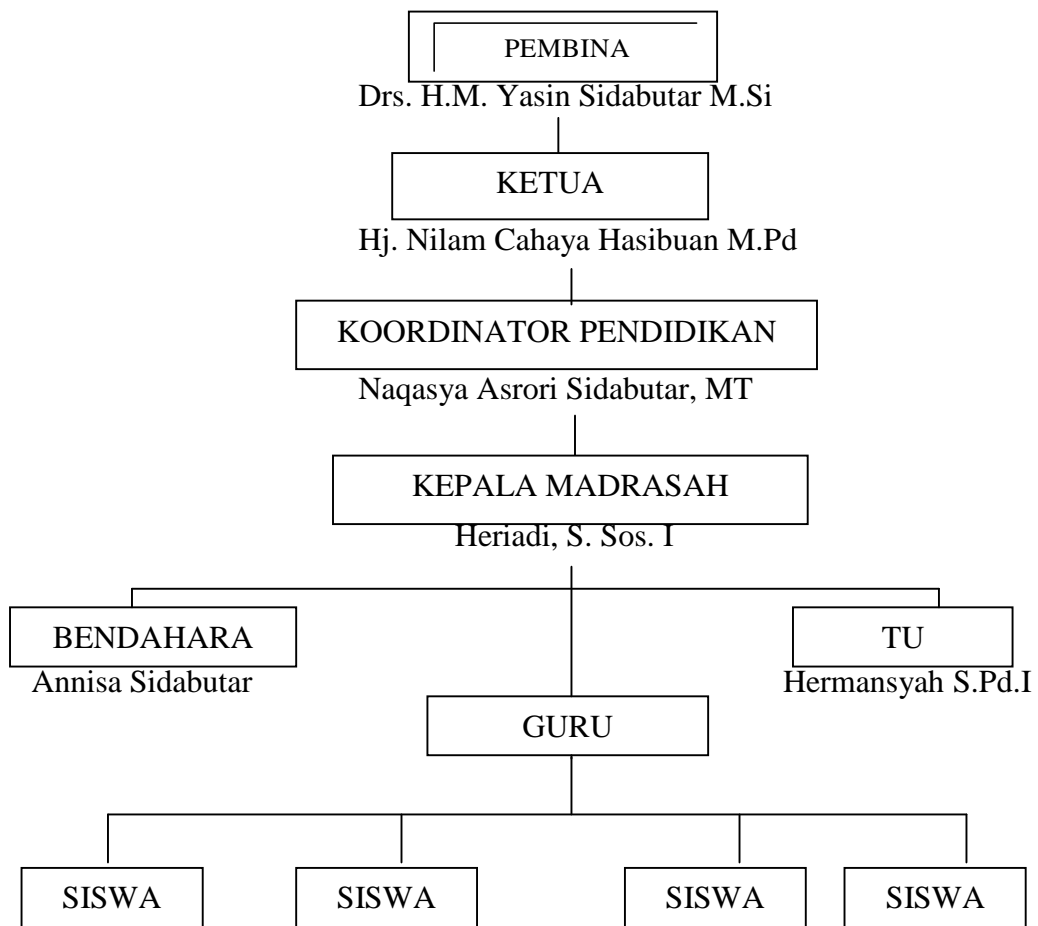 PEMBINA
Drs. H.M. Yasin Sidabutar M.Si
KETUA
Hj. Nilam Cahaya Hasibuan M.Pd
KOORDINATOR PENDIDIKAN
Naqasya Asrori Sidabutar, MT
KEPALA MADRASAH
Heriadi, S. Sos. I
BENDAHARA
Annisa Sidabutar
TU
Hermansyah S.Pd.I
GURU
SISWA
SISWA
SISWA
SISWA